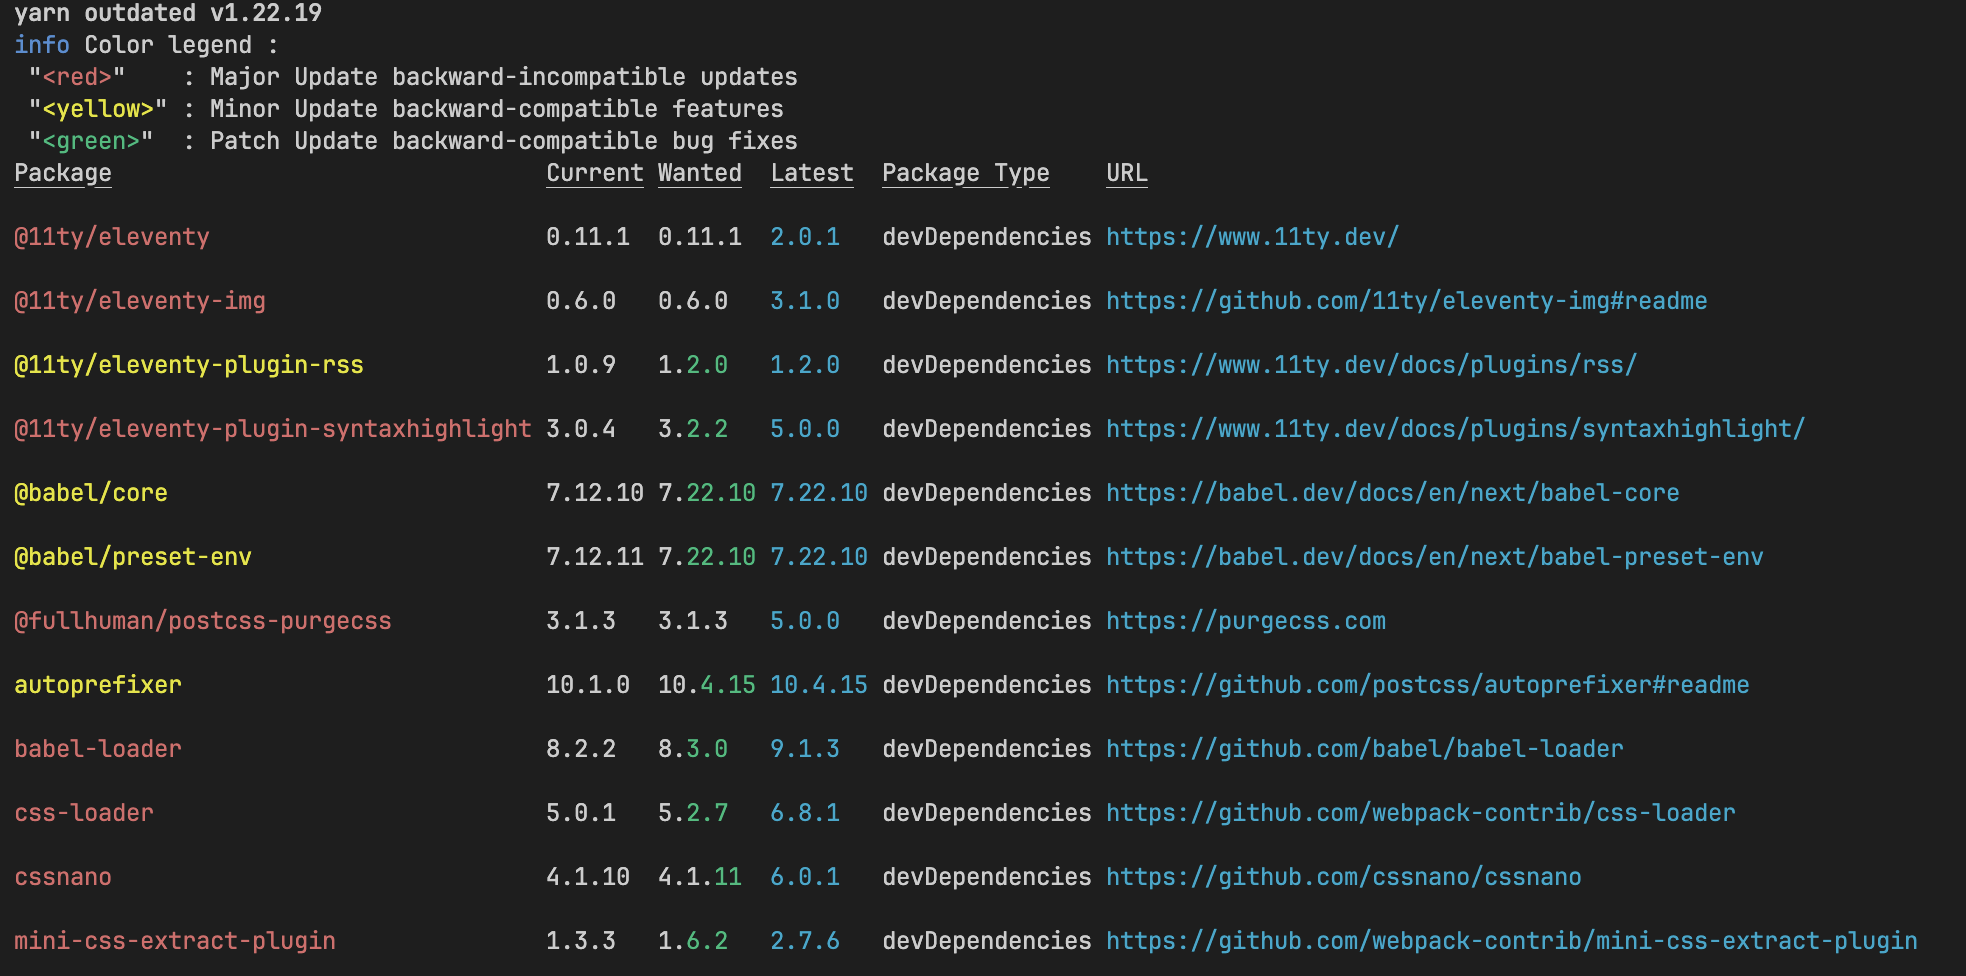 yarn outdated v1.22.19
info Color legend :
 "<red>"    : Major Update backward-incompatible updates
 "<yellow>" : Minor Update backward-compatible features
 "<green>"  : Patch Update backward-compatible bug fixes
Package Current Wanted Latest Package Type URL
@11ty/eleventy 0.11.1 0.11.1 2.0.1 devDependencies https://www.11ty.dev/
@11ty/eleventy-img 0.6.0 0.6.0 3.1.0 devDependencies https://github.com/11ty/eleventy-img#readme
@11ty/eleventy-plugin-rss 1.0.9 1.2.0 1.2.0 devDependencies https://www.11ty.dev/docs/plugins/rss/
@11ty/eleventy-plugin-syntaxhighlight 3.0.4 3.2.2 5.0.0 devDependencies https://www.11ty.dev/docs/plugins/syntaxhighlight/
@babel/core 7.12.10 7.22.10 7.22.10 devDependencies https://babel.dev/docs/en/next/babel-core
@babel/preset-env 7.12.11 7.22.10 7.22.10 devDependencies https://babel.dev/docs/en/next/babel-preset-env
@fullhuman/postcss-purgecss 3.1.3 3.1.3 5.0.0 devDependencies https://purgecss.com
autoprefixer 10.1.0 10.4.15 10.4.15 devDependencies https://github.com/postcss/autoprefixer#readme
babel-loader 8.2.2 8.3.0 9.1.3 devDependencies https://github.com/babel/babel-loader
css-loader 5.0.1 5.2.7 6.8.1 devDependencies https://github.com/webpack-contrib/css-loader
cssnano 4.1.10 4.1.11 6.0.1 devDependencies https://github.com/cssnano/cssnano
mini-css-extract-plugin 1.3.3 1.6.2 2.7.6 devDependencies https://github.com/webpack-contrib/mini-css-extract-plugin